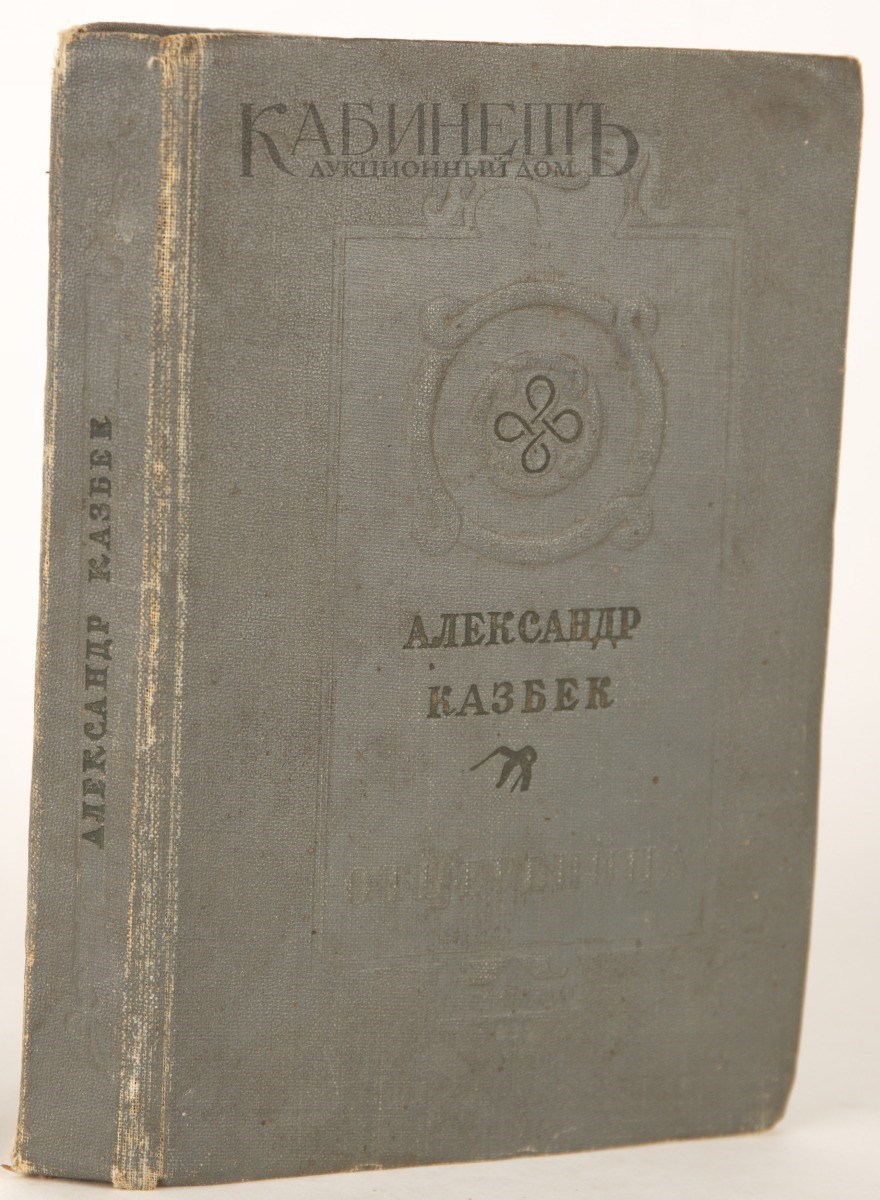 КАБИНЕТЪ
АУКЦИОННЫЙ ДОМ
АЛЕКСАНДР КАЗБЕК
АЛЕКСАНДР
КАЗБЕК